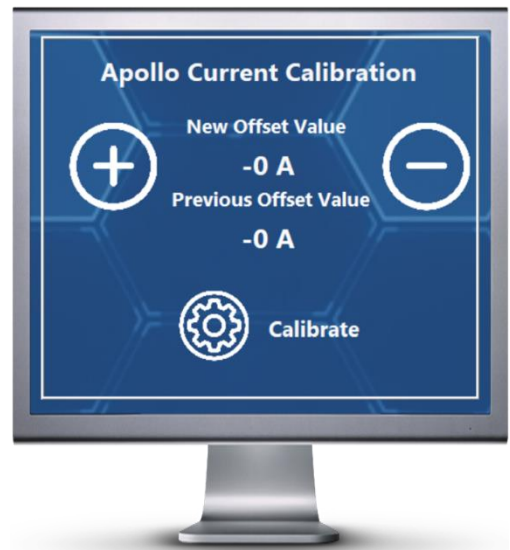 Apollo Current Calibration
New Offset Value
-0 A
Previous Offset Value
-0 A
Calibrate